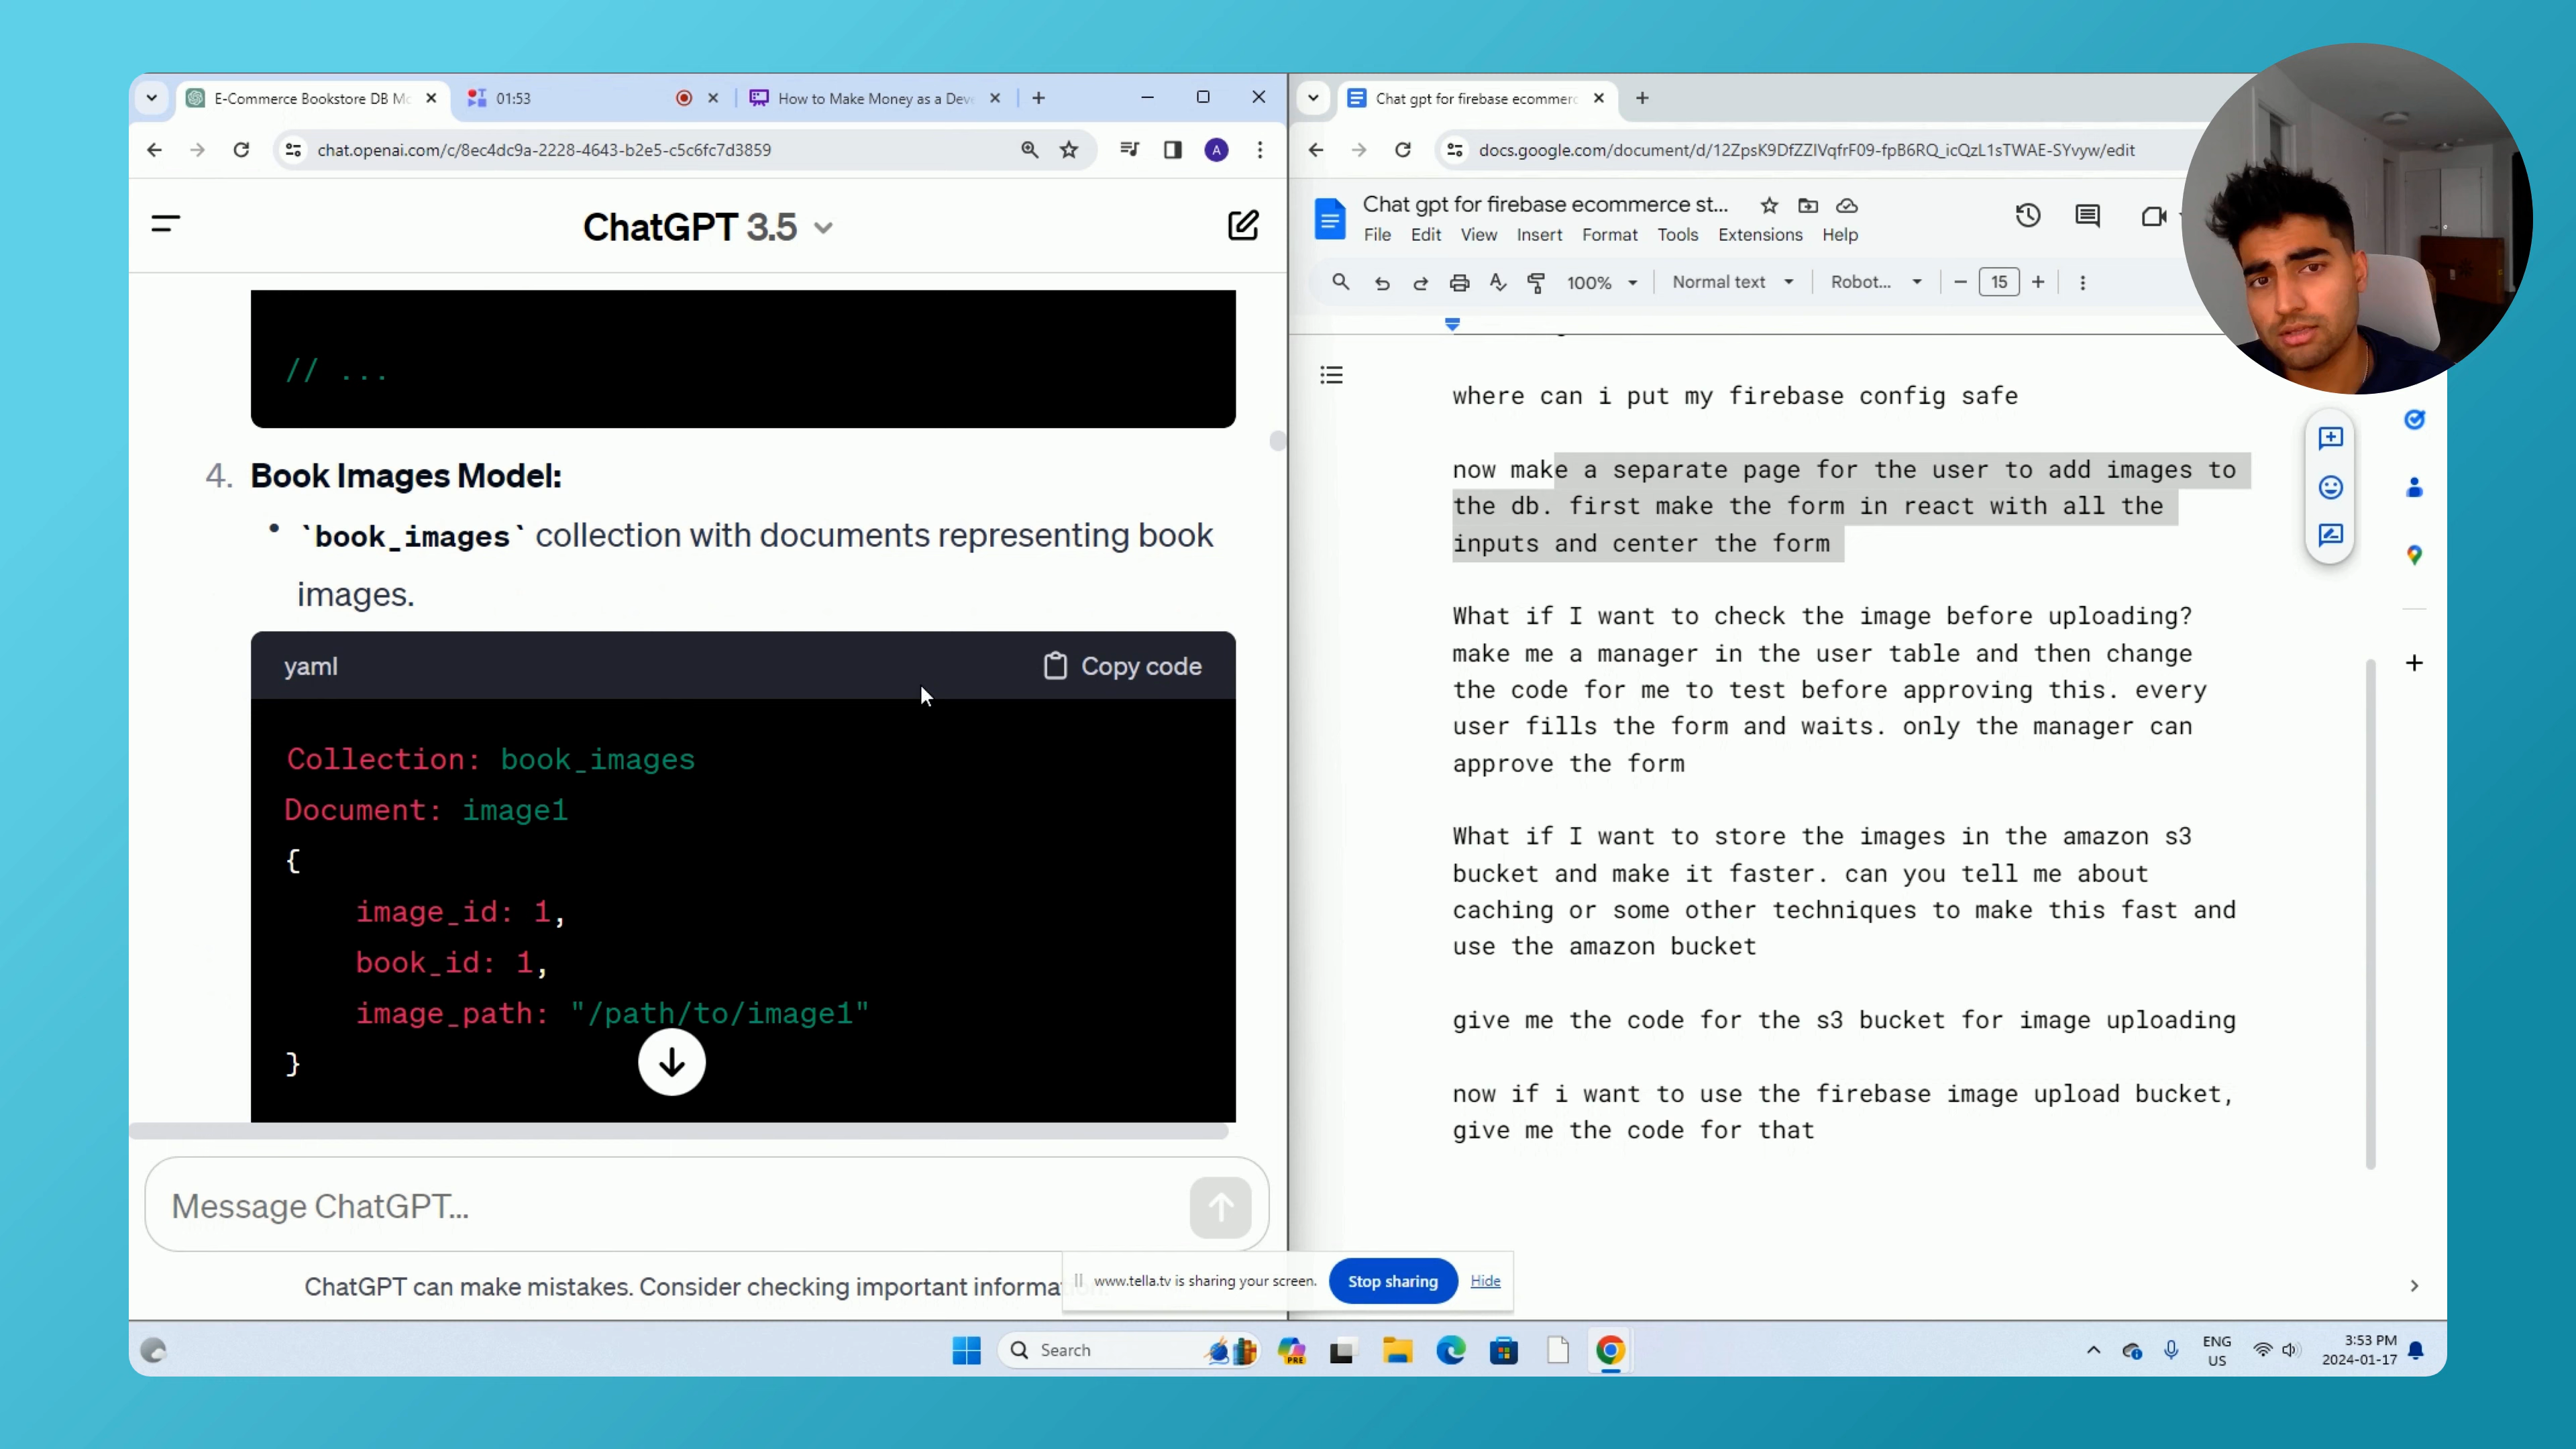 E-Commerce Bookstore DB Mo
01:53
How to Make Money as a Deve
chat.openai.com/c/8ec4dc9a-2228-4643-b2e5-c5c6fc7d3859
A
ChatGPT 3.5
// ...
4. Book Images Model:
• `book_images` collection with documents representing book
images.
yaml
Copy code
Collection: book_images
Document: image1
{
image_id: 1,
book_id: 1,
image_path: "/path/to/image1"
}
Message ChatGPT...
ChatGPT can make mistakes. Consider checking important informa
Chat gpt for firebase ecommerc
docs.google.com/document/d/12ZpsK9DfZZIVqfrF09-fpB6RQ_icQzL1sTWAE-SYvyw/edit
Chat gpt for firebase ecommerce st...
File Edit View Insert Format Tools Extensions Help
100% Normal text Robot... 15
where can i put my firebase config safe
now make a separate page for the user to add images to
the db. first make the form in react with all the
inputs and center the form
What if I want to check the image before uploading?
make me a manager in the user table and then change
the code for me to test before approving this. every
user fills the form and waits. only the manager can
approve the form
What if I want to store the images in the amazon s3
bucket and make it faster. can you tell me about
caching or some other techniques to make this fast and
use the amazon bucket
give me the code for the s3 bucket for image uploading
now if i want to use the firebase image upload bucket,
give me the code for that
www.tella.tv is sharing your screen.
Stop sharing
Hide
Search
PRE
ENG
US
3:53 PM
2024-01-17